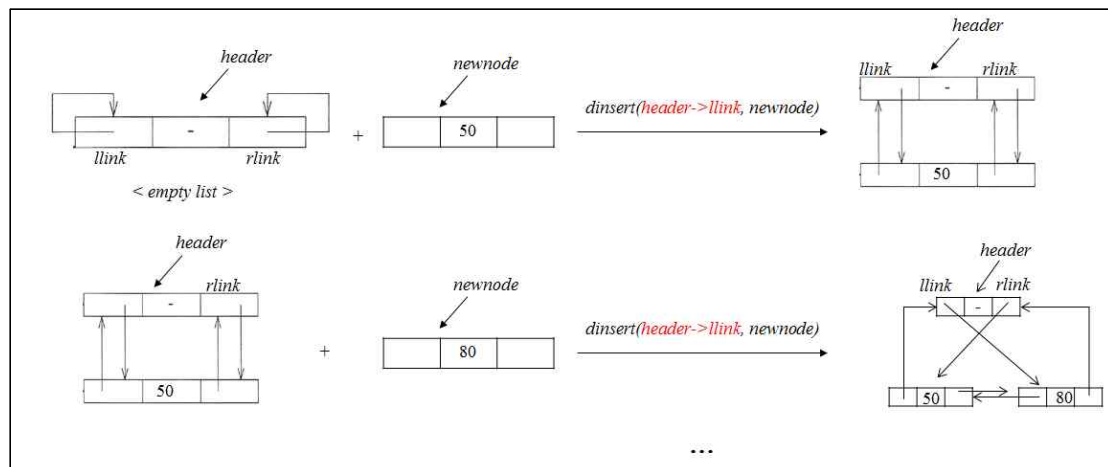 header
newnode
header
llink
rlink
-
+
50
dinsert(header->llink, newnode)
-
llink
rlink
< empty list >
50
header
rlink
newnode
header
llink
rlink
-
+
80
dinsert(header->llink, newnode)
-
50
50
80
...